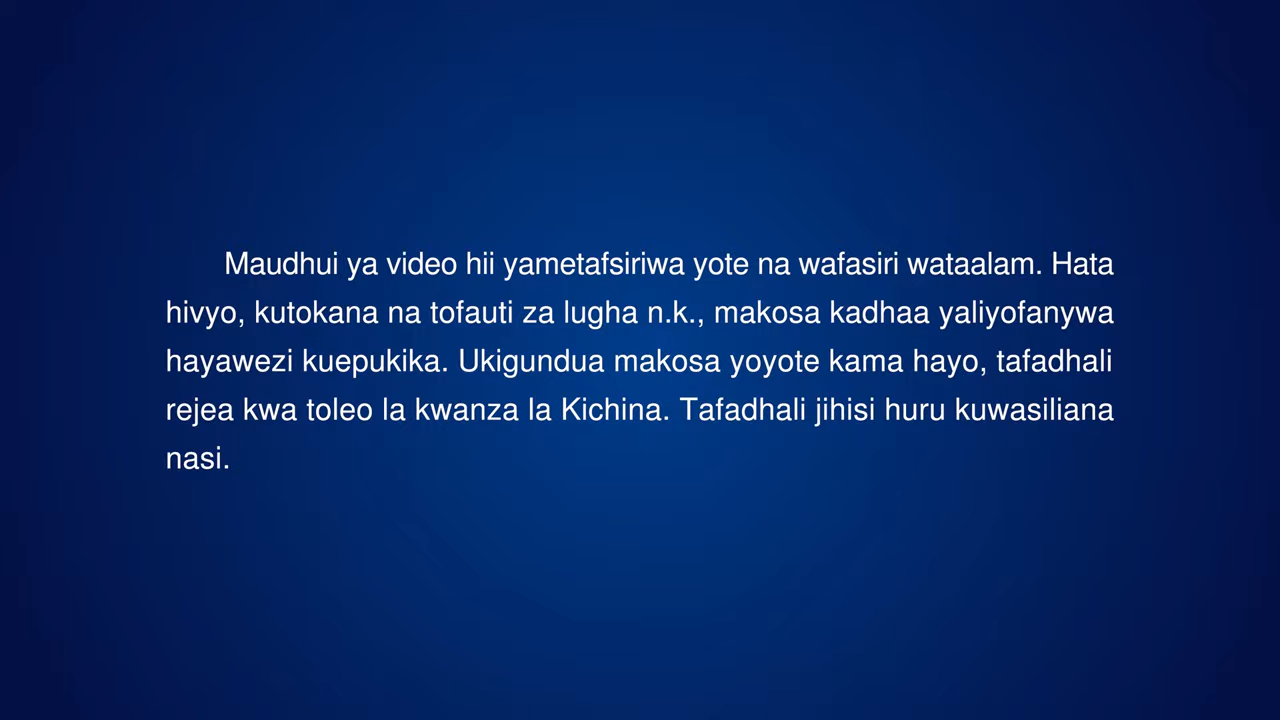 Maudhui ya video hii yametafsiriwa yote na wafasiri wataalam. Hata
hivyo, kutokana na tofauti za lugha n.k., makosa kadhaa yaliyofanywa
hayawezi kuepukika. Ukigundua makosa yoyote kama hayo, tafadhali
rejea kwa toleo la kwanza la Kichina. Tafadhali jihisi huru kuwasiliana
nasi.